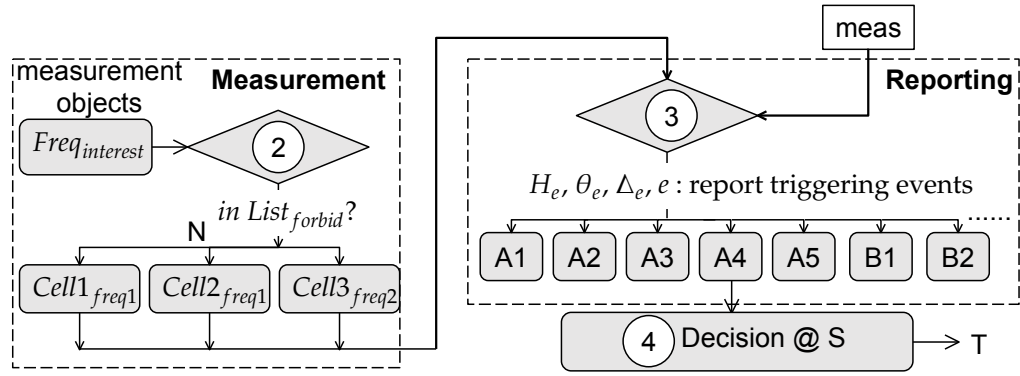 meas
measurement
objects
Measurement
Reporting
Freq_interest
2
3
in List_forbid?
N
H_e, θ_e, Δ_e, e : report triggering events
......
A1 A2 A3 A4 A5 B1 B2
Cell1_freq1 Cell2_freq1 Cell3_freq2
4 Decision @ S
T